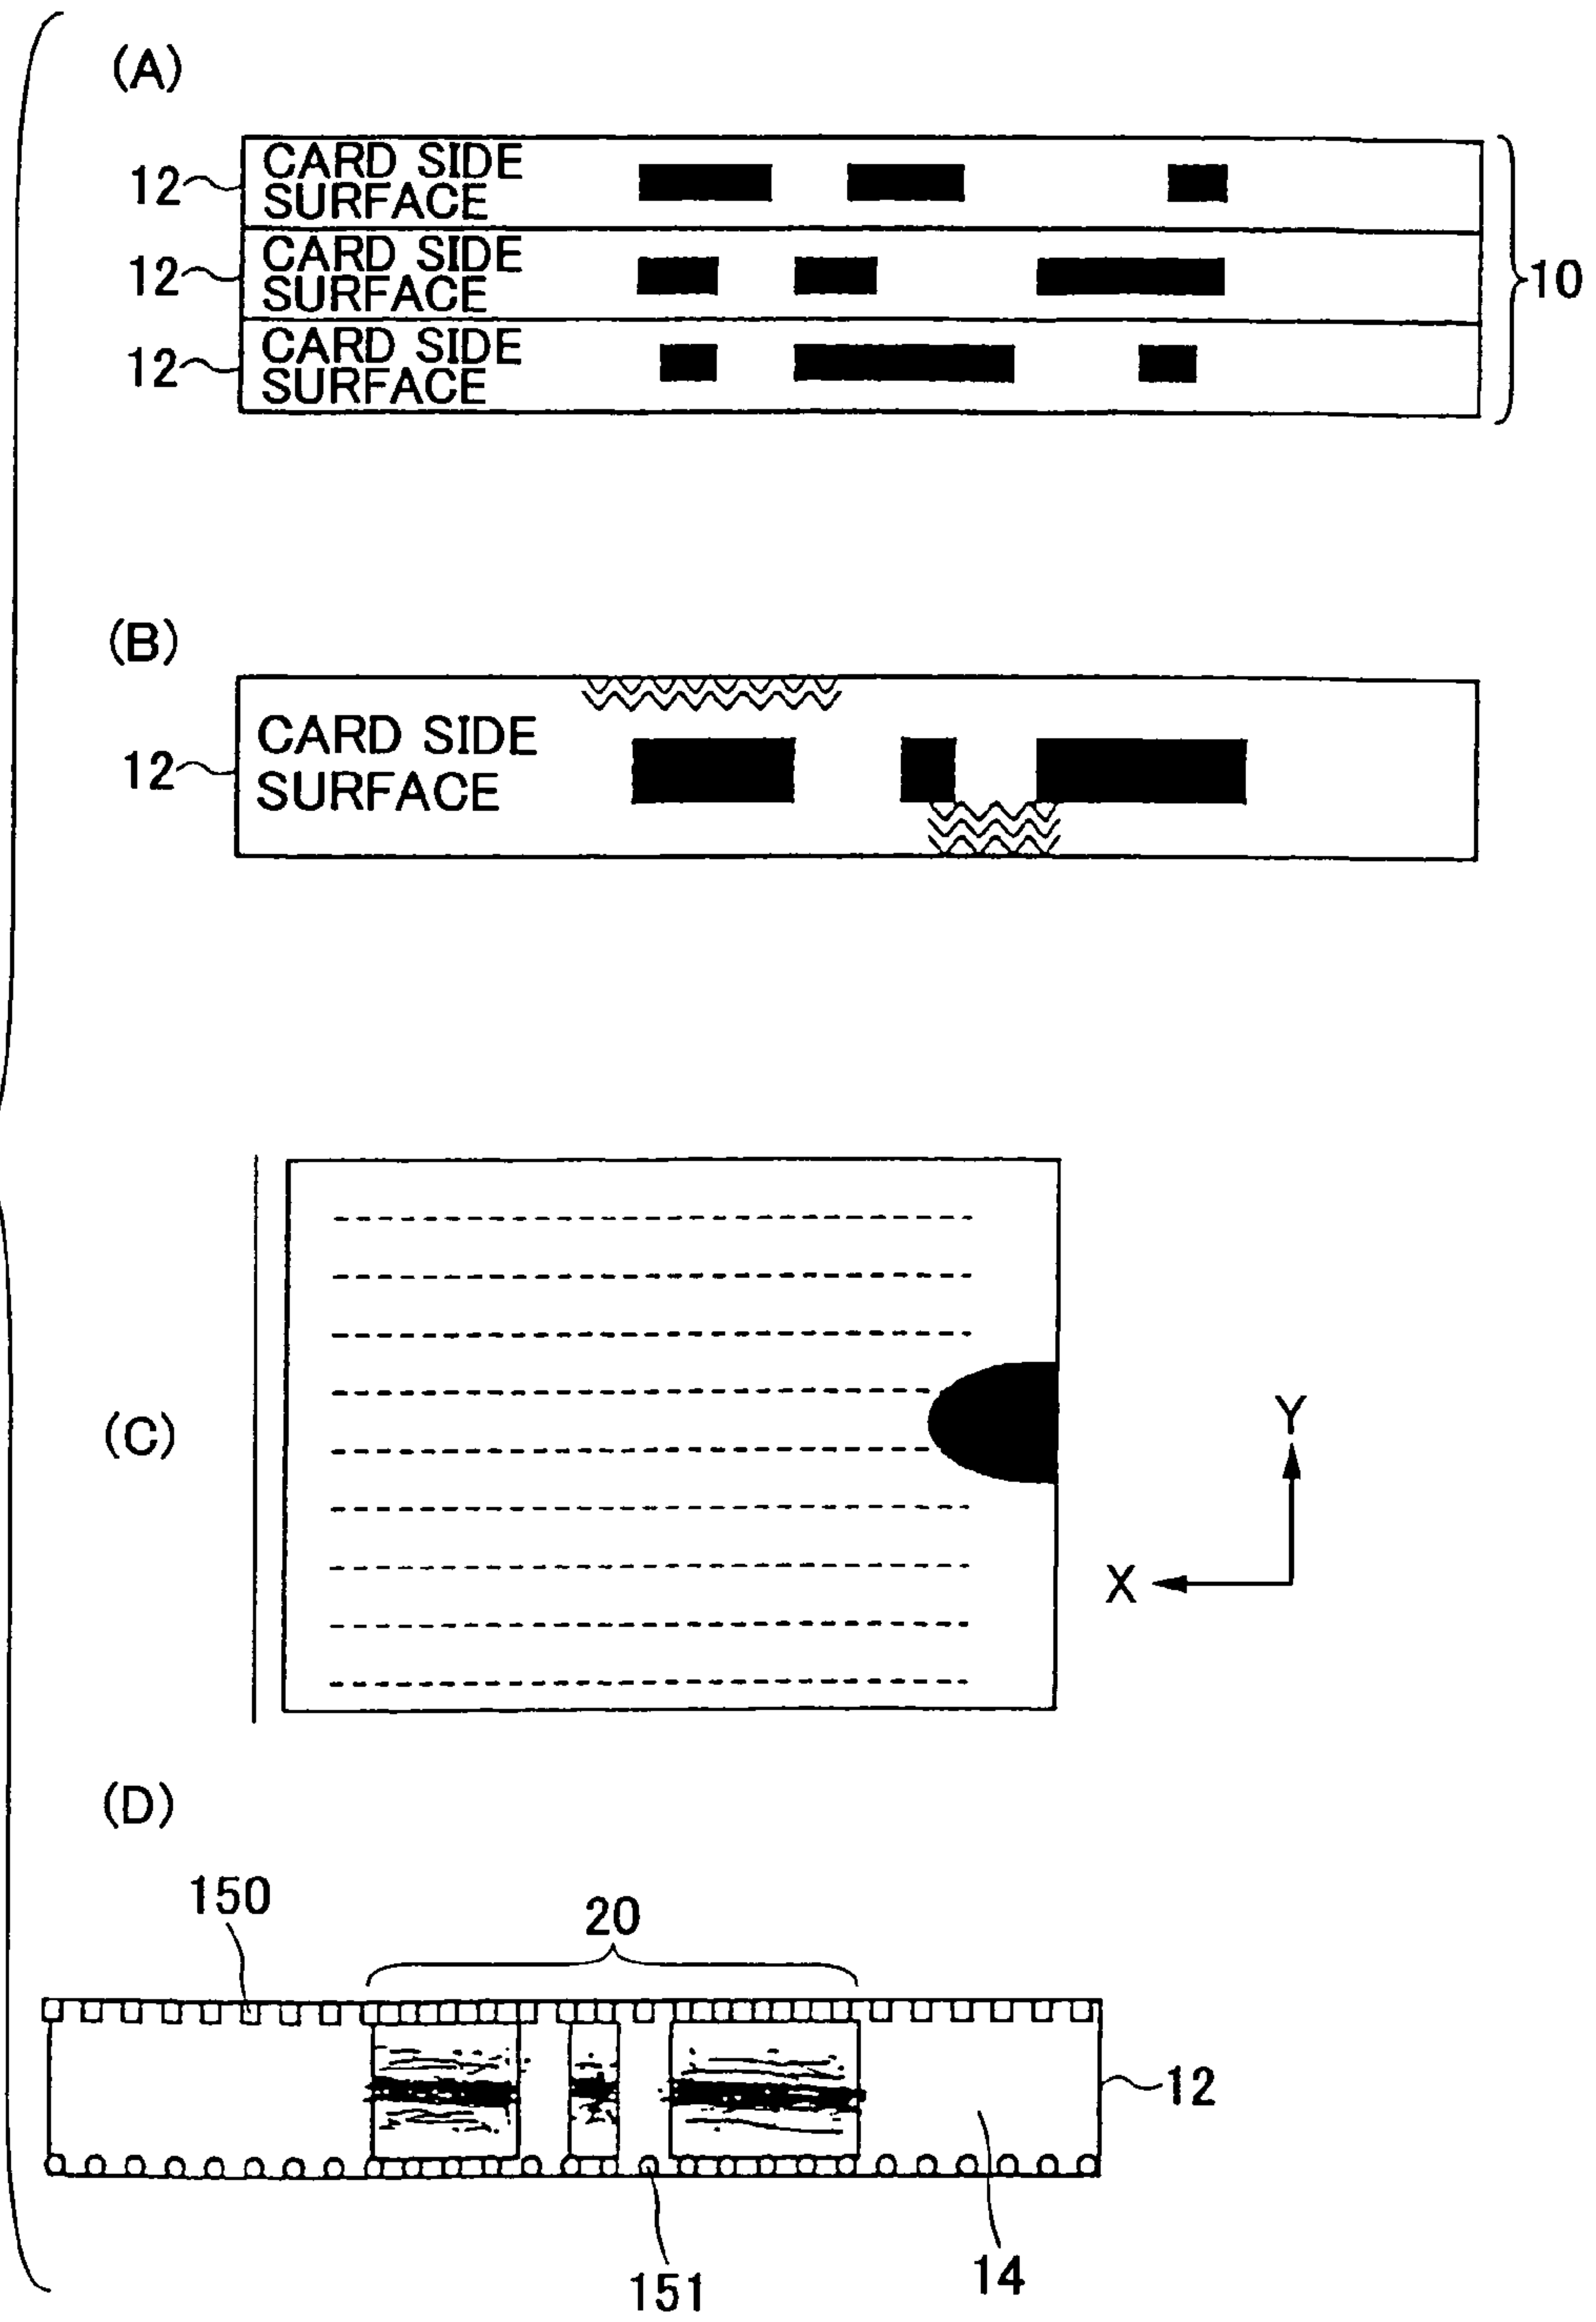 (A)
12
CARD SIDE
SURFACE
12
CARD SIDE
SURFACE
10
12
CARD SIDE
SURFACE
(B)
12
CARD SIDE
SURFACE
(C)
Y
X
(D)
150
20
12
151
14